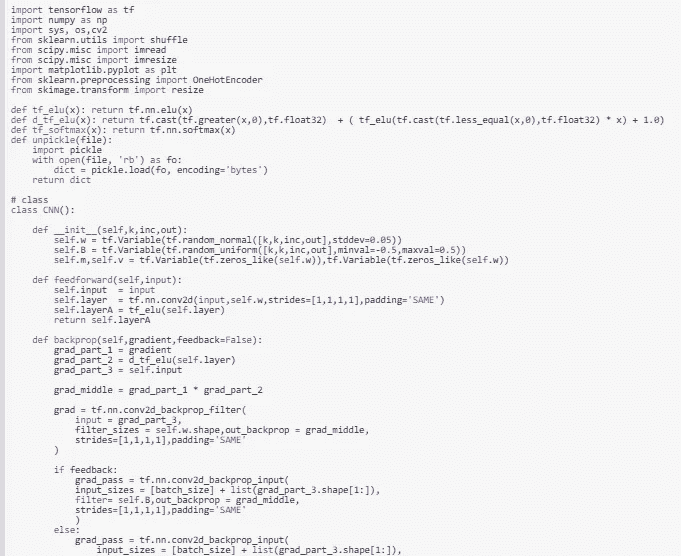 import tensorflow as tf
import numpy as np
import sys, os,cv2
from sklearn.utils import shuffle
from scipy.misc import imread
from scipy.misc import imresize
import matplotlib.pyplot as plt
from sklearn.preprocessing import OneHotEncoder
from skimage.transform import resize

def tf_elu(x): return tf.nn.elu(x)
def d_tf_elu(x): return tf.cast(tf.greater(x,0),tf.float32)  + ( tf_elu(tf.cast(tf.less_equal(x,0),tf.float32) * x) + 1.0)
def tf_softmax(x): return tf.nn.softmax(x)
def unpickle(file):
    import pickle
    with open(file, 'rb') as fo:
        dict = pickle.load(fo, encoding='bytes')
    return dict

# class
class CNN():

    def __init__(self,k,inc,out):
        self.w = tf.Variable(tf.random_normal([k,k,inc,out],stddev=0.05))
        self.B = tf.Variable(tf.random_uniform([k,k,inc,out],minval=-0.5,maxval=0.5))
        self.m,self.v = tf.Variable(tf.zeros_like(self.w)),tf.Variable(tf.zeros_like(self.w))

    def feedforward(self,input):
        self.input  = input
        self.layer  = tf.nn.conv2d(input,self.w,strides=[1,1,1,1],padding='SAME')
        self.layerA = tf_elu(self.layer)
        return self.layerA

    def backprop(self,gradient,feedback=False):
        grad_part_1 = gradient
        grad_part_2 = d_tf_elu(self.layer)
        grad_part_3 = self.input

        grad_middle = grad_part_1 * grad_part_2

        grad = tf.nn.conv2d_backprop_filter(
            input = grad_part_3,
            filter_sizes = self.w.shape,out_backprop = grad_middle,
            strides=[1,1,1,1],padding='SAME'
        )

        if feedback:
            grad_pass = tf.nn.conv2d_backprop_input(
            input_sizes = [batch_size] + list(grad_part_3.shape[1:]),
            filter= self.B,out_backprop = grad_middle,
            strides=[1,1,1,1],padding='SAME'
            )
        else:
            grad_pass = tf.nn.conv2d_backprop_input(
                input_sizes = [batch_size] + list(grad_part_3.shape[1:]),